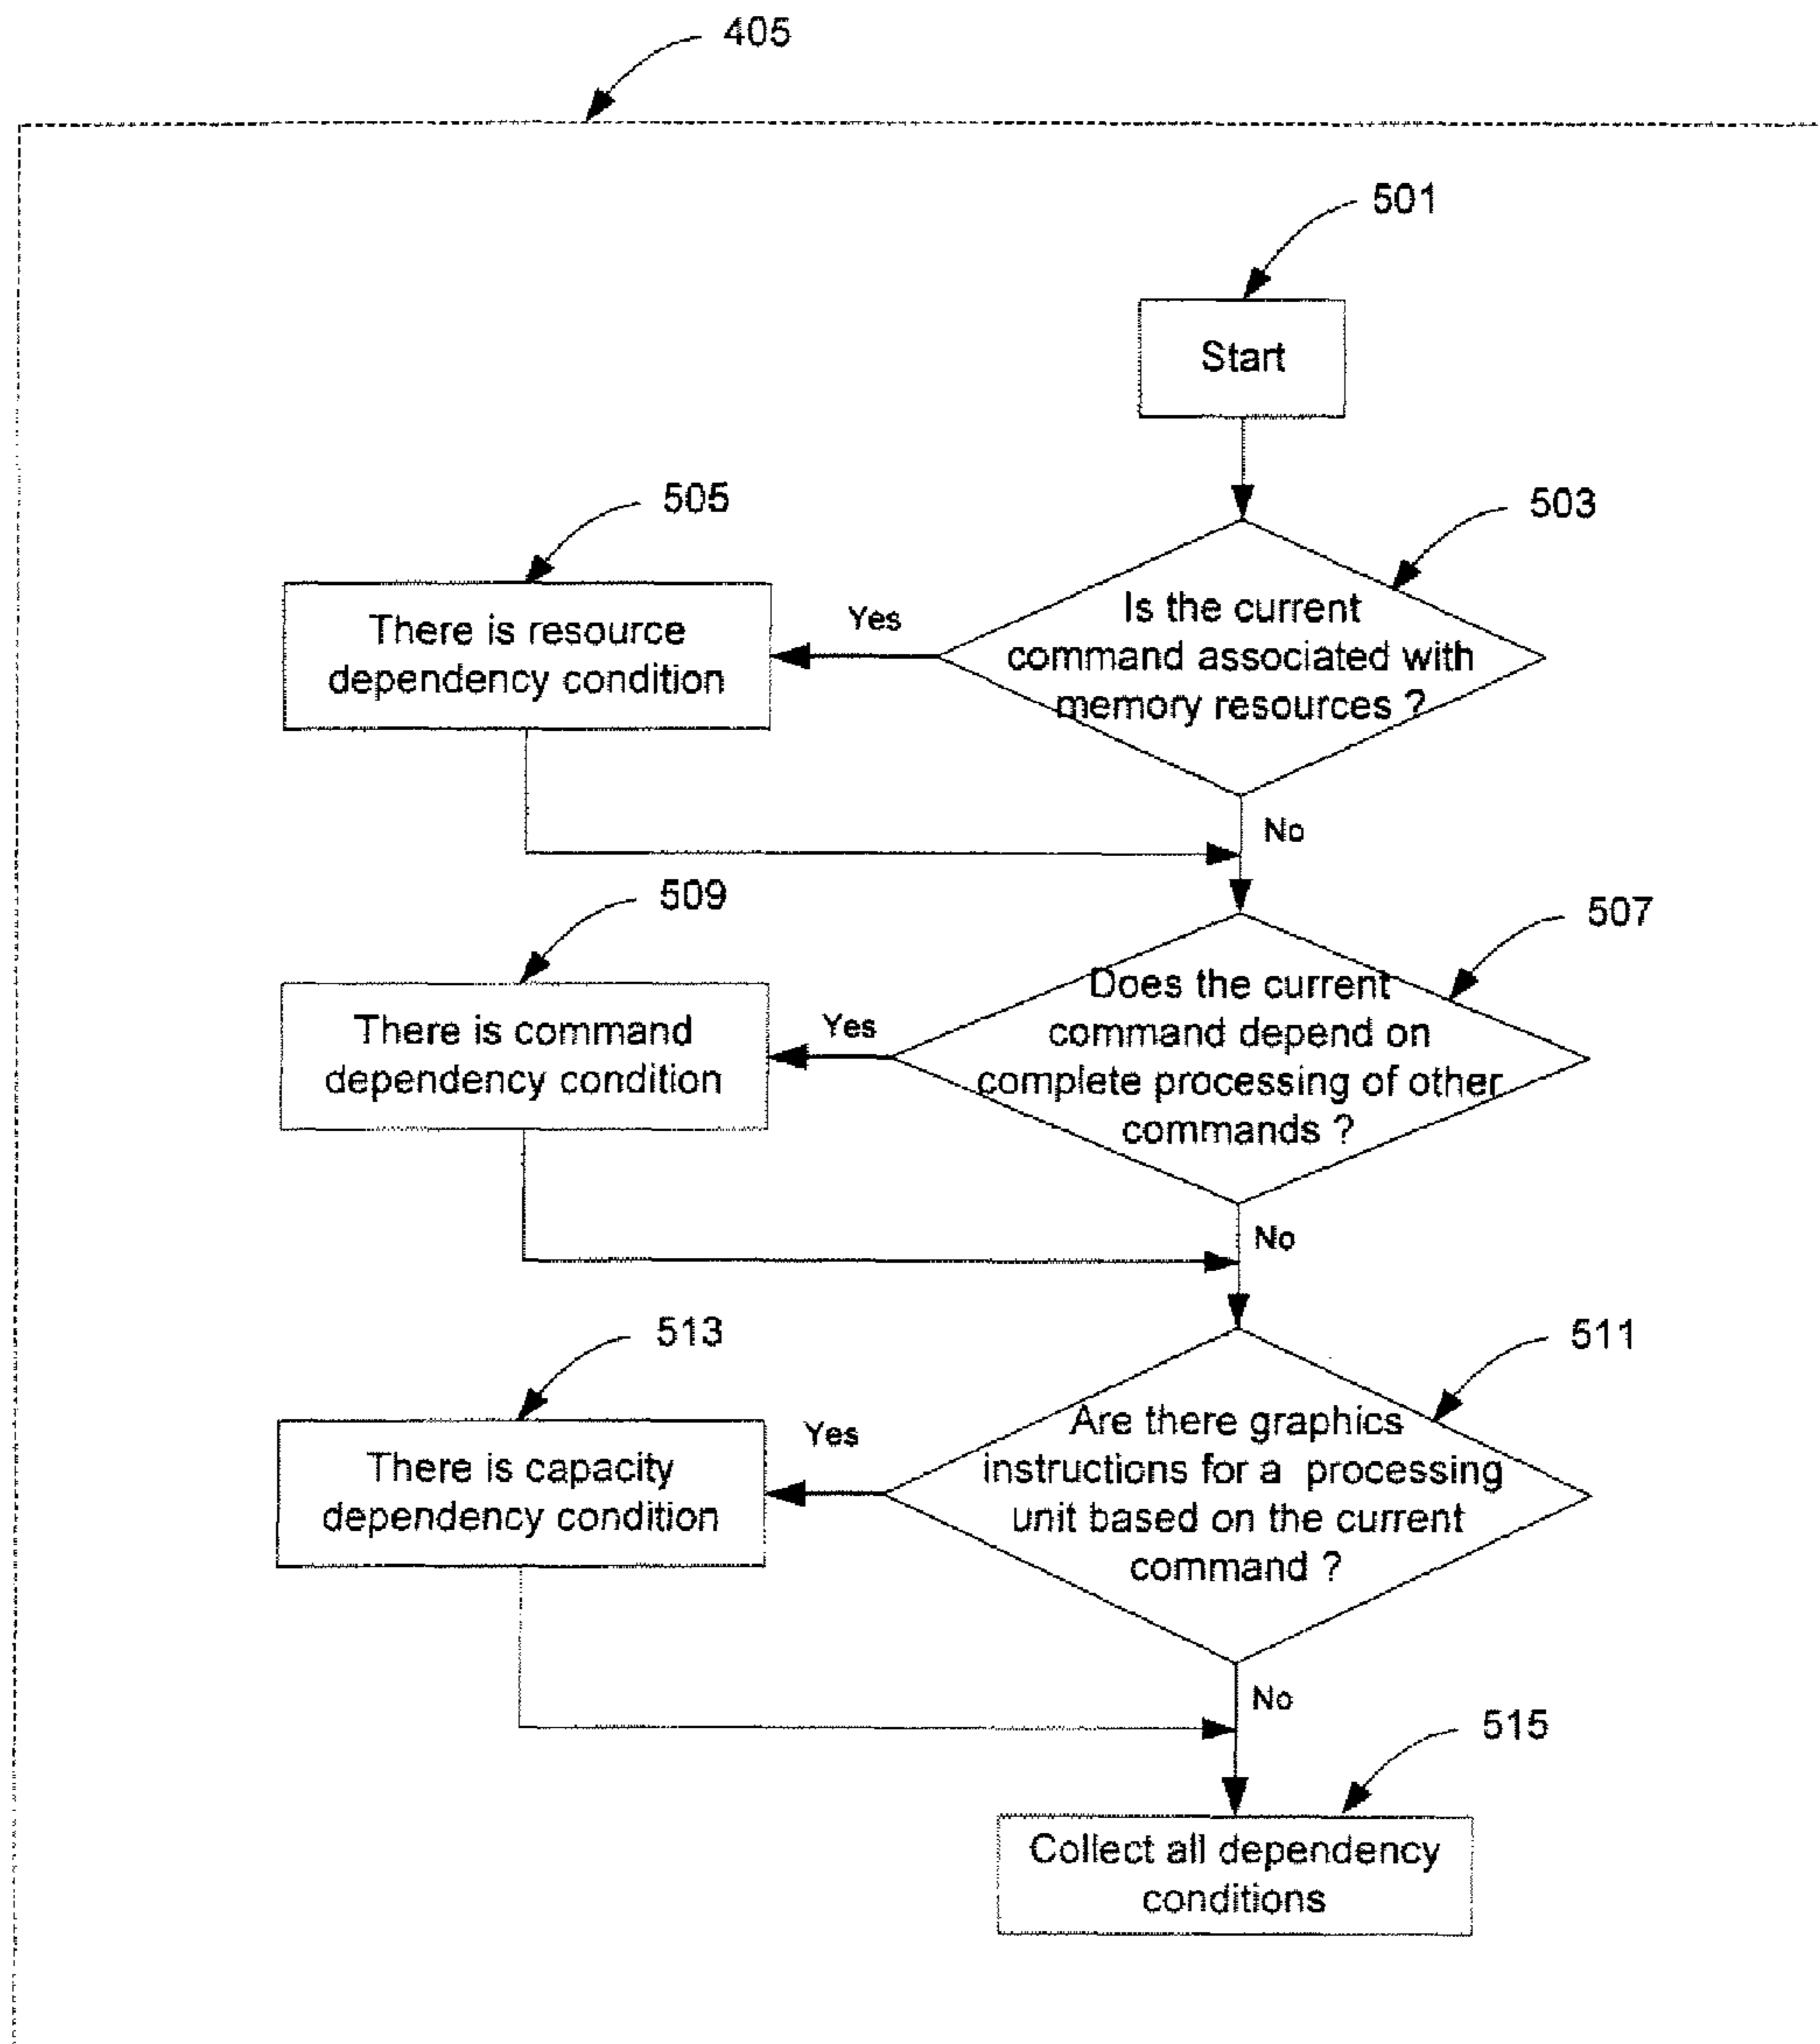 405
501
Start
503
505
Is the current
command associated with
memory resources ?
Yes
There is resource
dependency condition
No
507
509
Does the current
command depend on
complete processing of other
commands ?
Yes
There is command
dependency condition
No
511
513
Are there graphics
instructions for a processing
unit based on the current
command ?
Yes
There is capacity
dependency condition
No
515
Collect all dependency
conditions